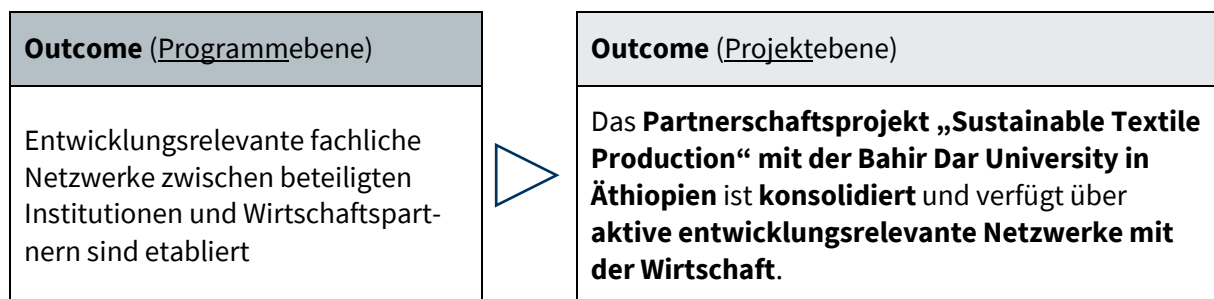 Outcome (Programmebene)
Entwicklungsrelevante fachliche
Netzwerke zwischen beteiligten
Institutionen und Wirtschaftspart-
nern sind etabliert
Outcome (Projektebene)
Das Partnerschaftsprojekt „Sustainable Textile
Production“ mit der Bahir Dar University in
Äthiopien ist konsolidiert und verfügt über
aktive entwicklungsrelevante Netzwerke mit
der Wirtschaft.